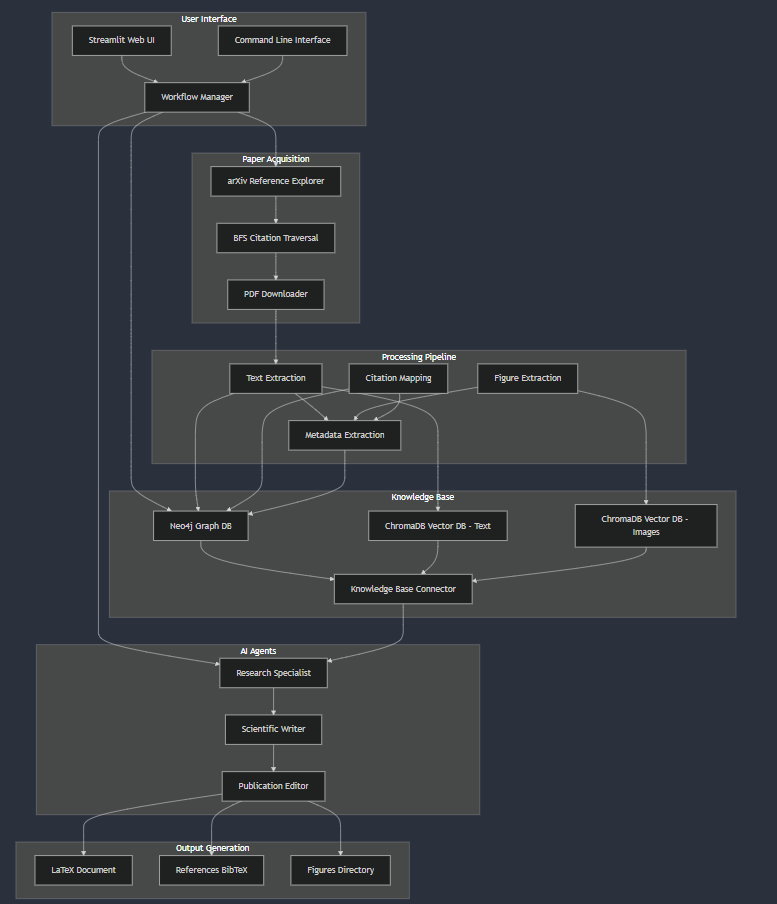 User Interface
Streamlit Web UI
Command Line Interface
Workflow Manager
Paper Acquisition
arXiv Reference Explorer
BFS Citation Traversal
PDF Downloader
Processing Pipeline
Text Extraction
Citation Mapping
Figure Extraction
Metadata Extraction
Knowledge Base
Neo4j Graph DB
ChromaDB Vector DB - Text
ChromaDB Vector DB -
Images
Knowledge Base Connector
AI Agents
Research Specialist
Scientific Writer
Publication Editor
Output Generation
LaTeX Document
References BibTeX
Figures Directory